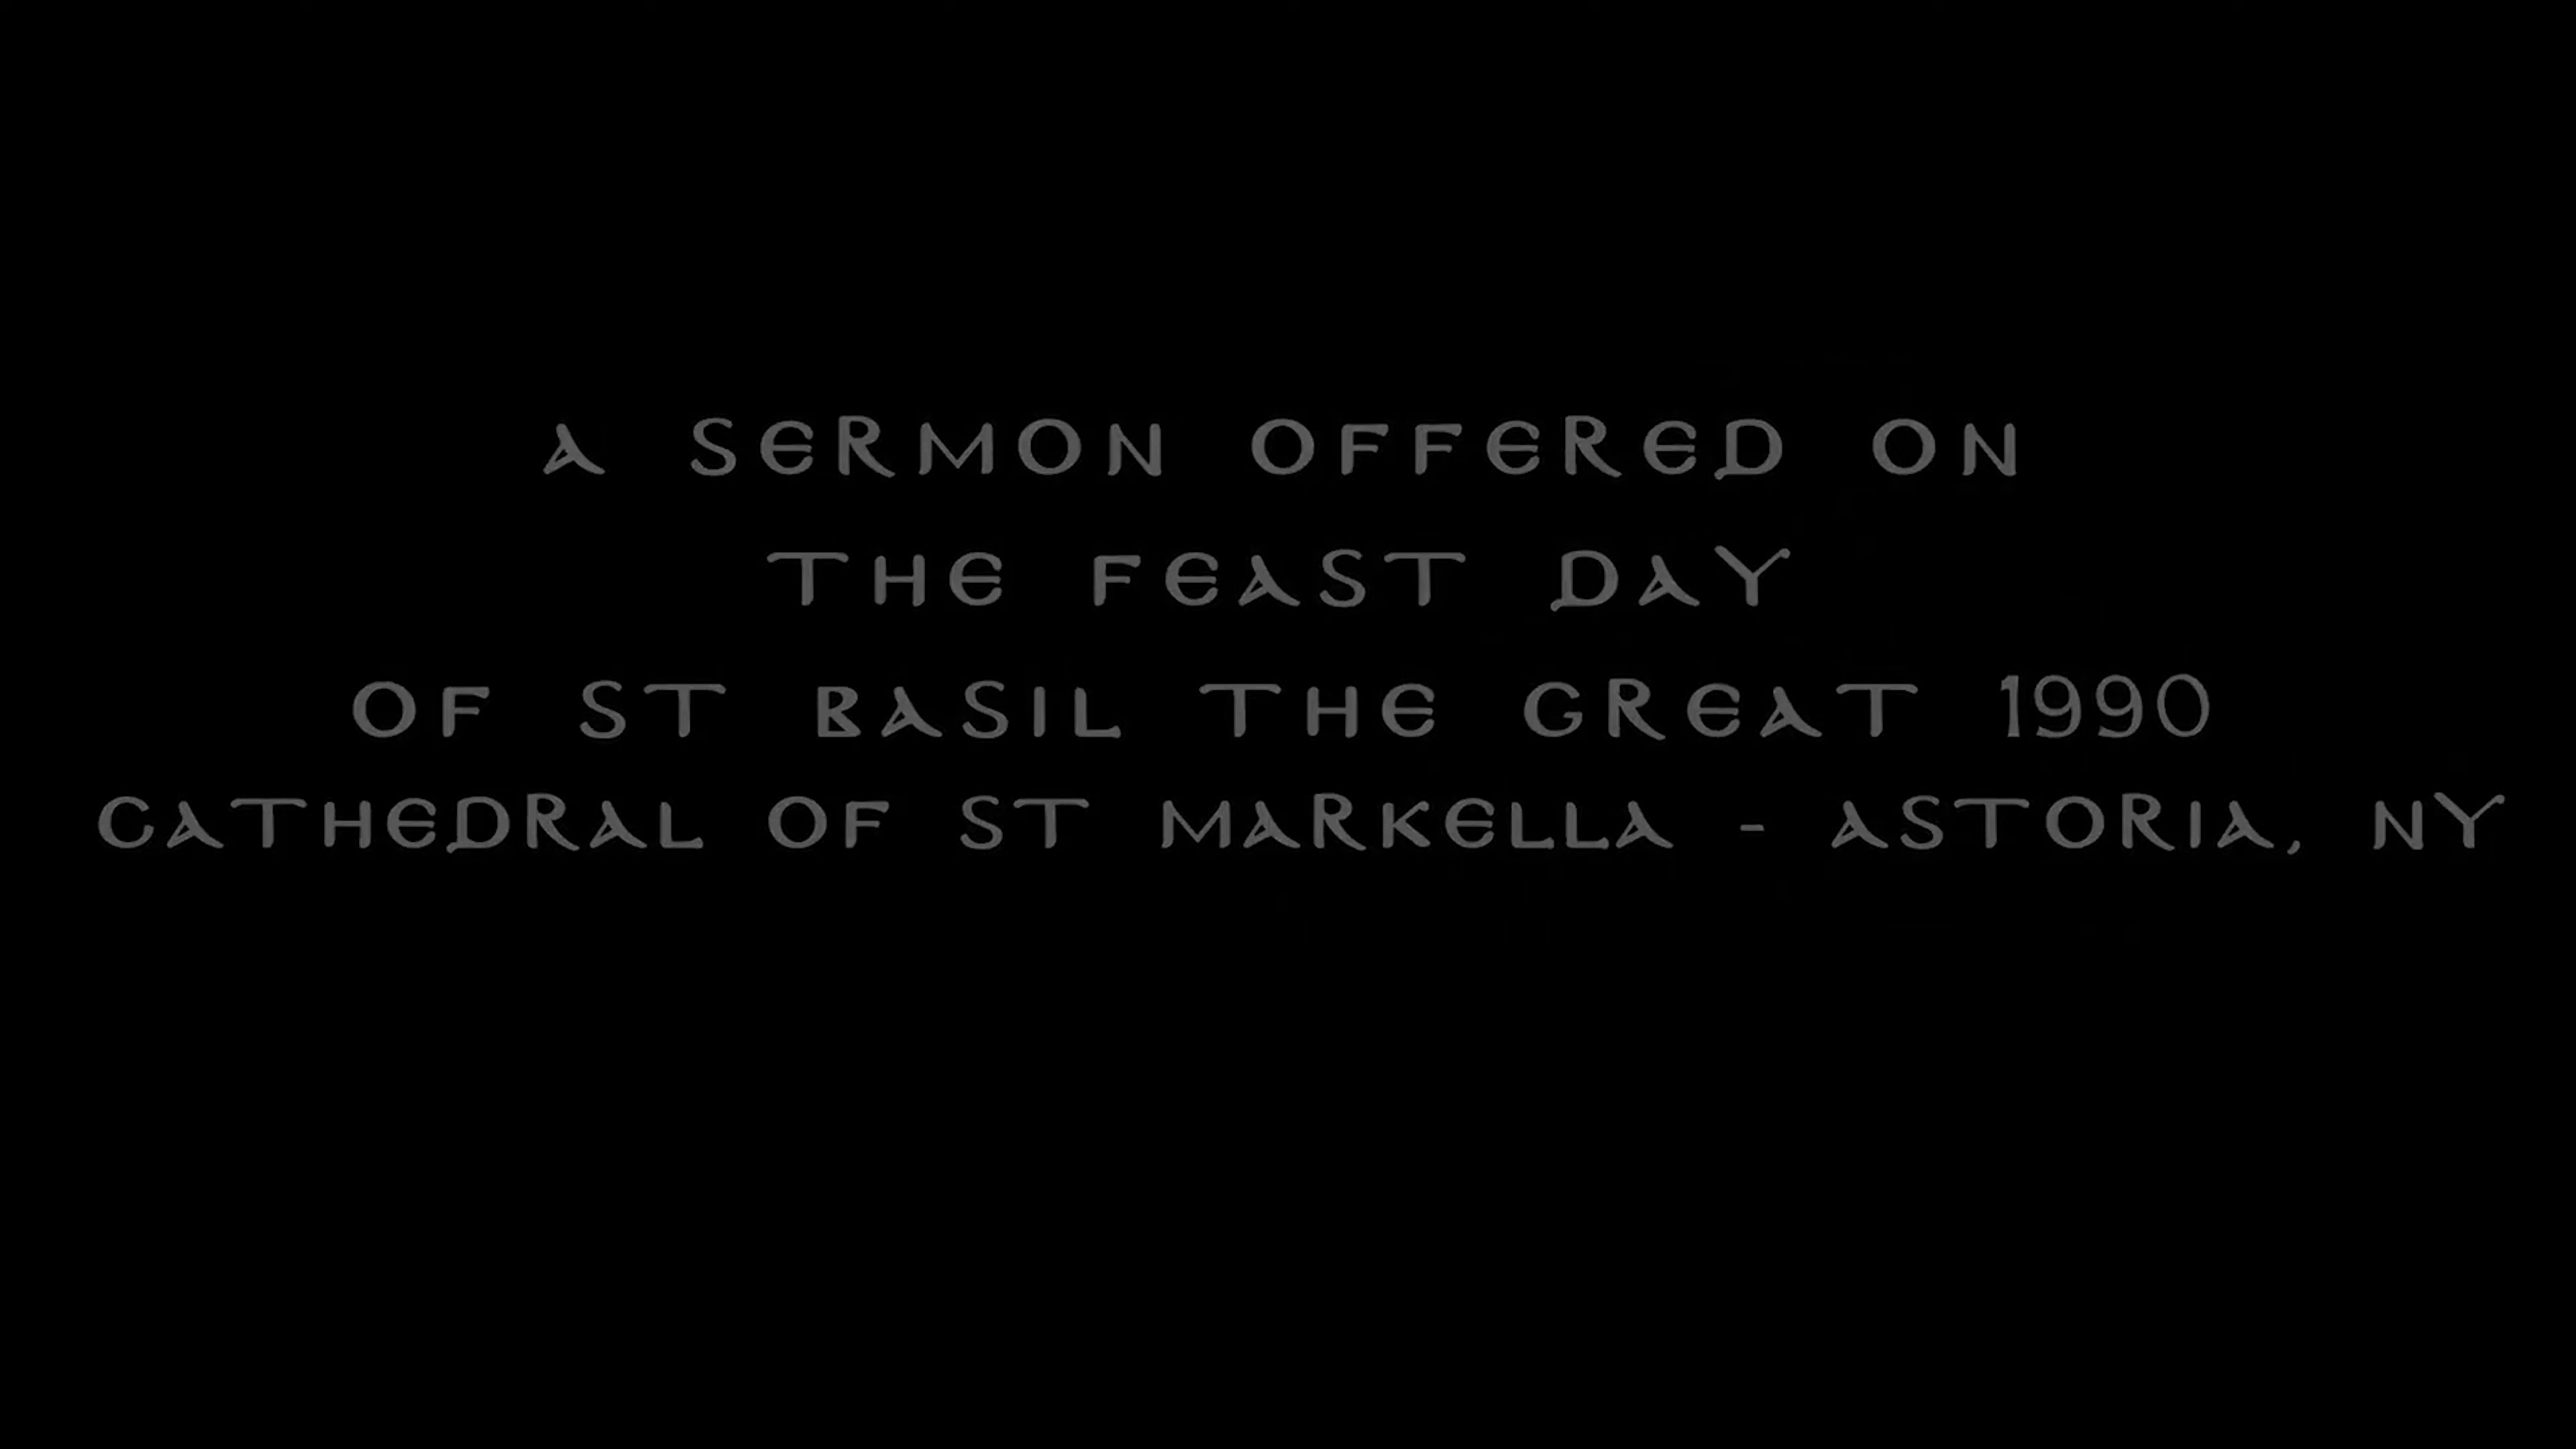 A SERMON OFFERED ON
THE FEAST DAY
OF ST BASIL THE GREAT 1990
CATHEDRAL OF ST MARKELLA - ASTORIA, NY